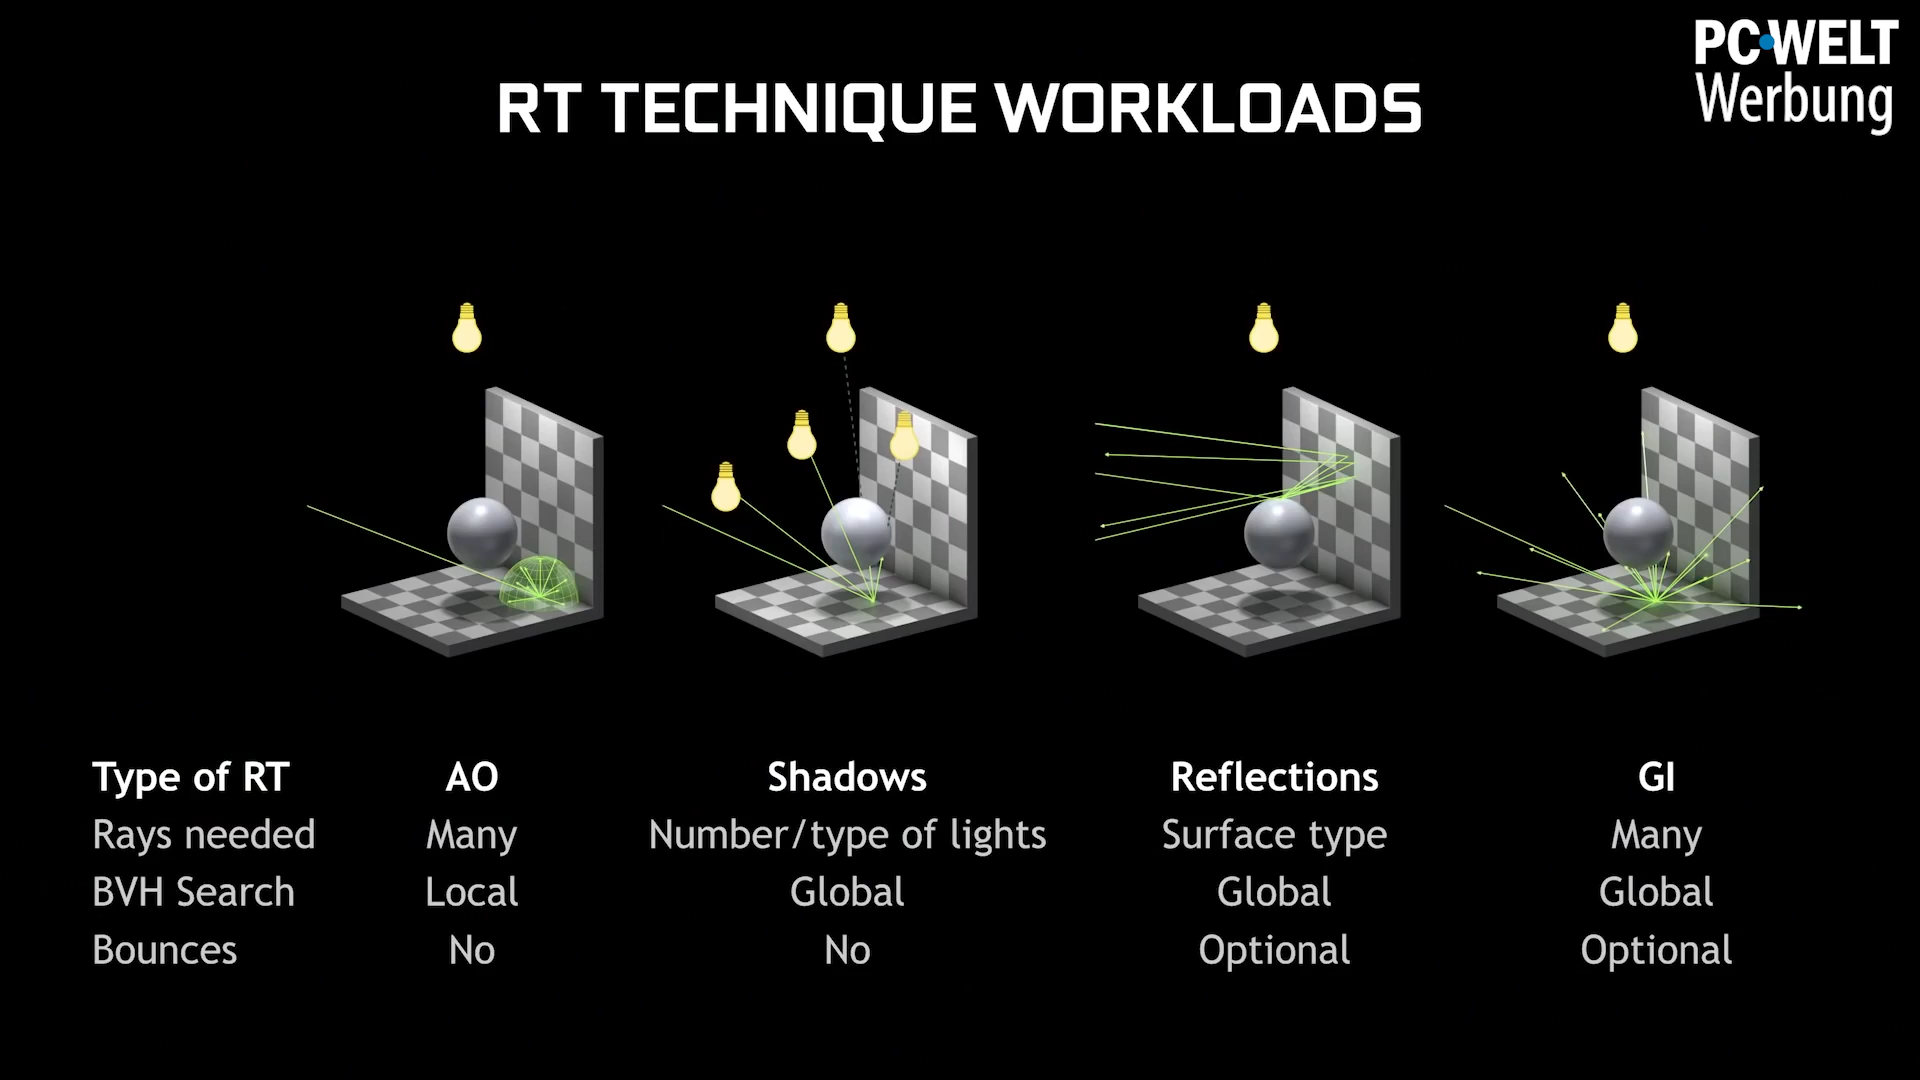 PC WELT
Werbung
RT TECHNIQUE WORKLOADS
Type of RT AO Shadows Reflections GI
Rays needed Many Number/type of lights Surface type Many
BVH Search Local Global Global Global
Bounces No No Optional Optional